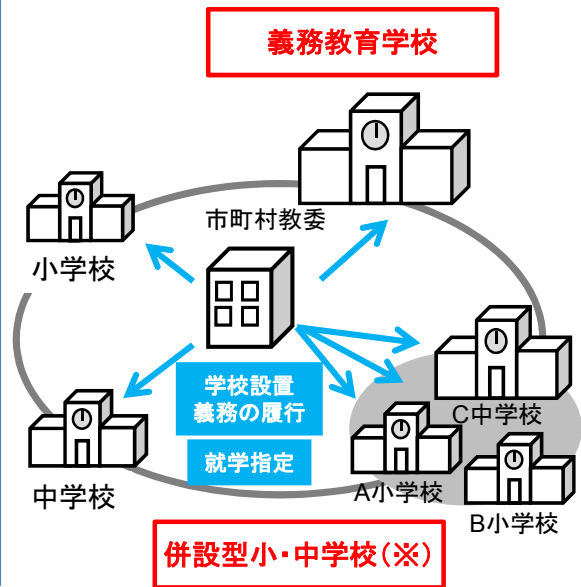 義務教育学校
市町村教委
小学校
学校設置
義務の履行
就学指定
中学校
C中学校
A小学校
B小学校
併設型小・中学校(※)